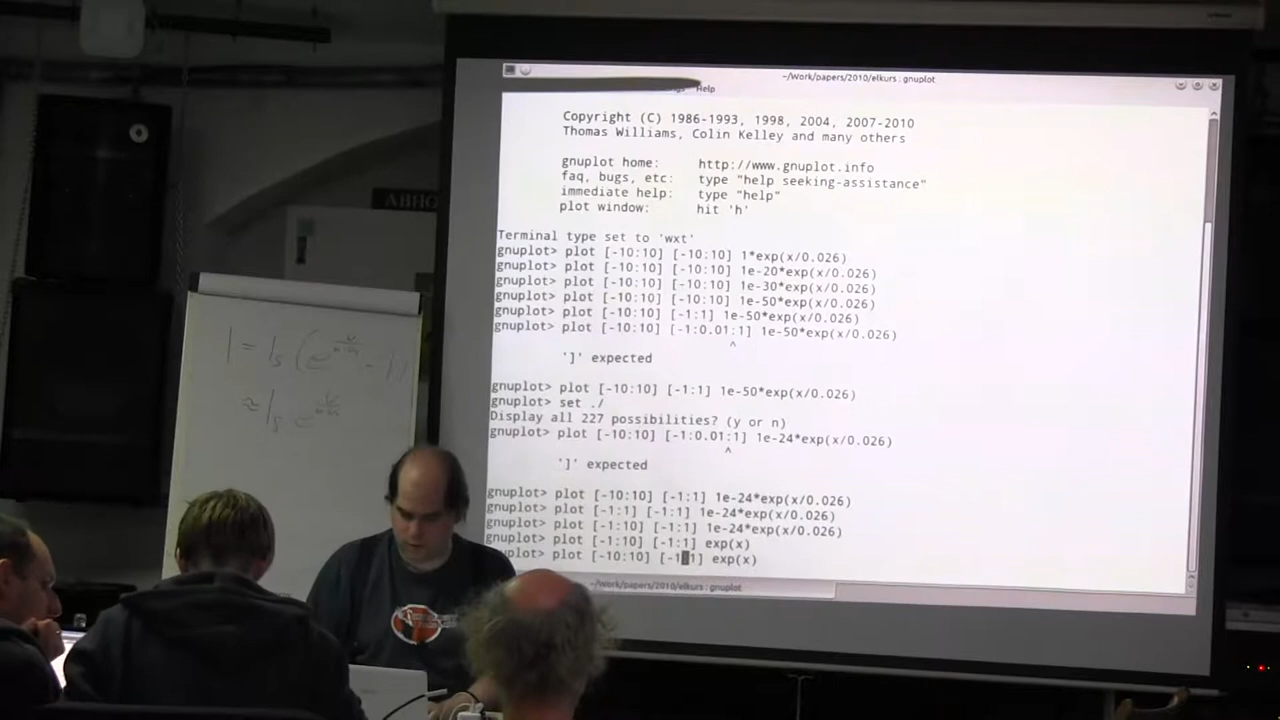 ~/Work/papers/2010/elkurs : gnuplot
Help
Copyright (C) 1986-1993, 1998, 2004, 2007-2010
Thomas Williams, Colin Kelley and many others
gnuplot home: http://www.gnuplot.info
faq, bugs, etc: type "help seeking-assistance"
immediate help: type "help"
plot window: hit 'h'
Terminal type set to 'wxt'
gnuplot> plot [-10:10] [-10:10] 1*exp(x/0.026)
gnuplot> plot [-10:10] [-10:10] 1e-20*exp(x/0.026)
gnuplot> plot [-10:10] [-10:10] 1e-30*exp(x/0.026)
gnuplot> plot [-10:10] [-10:10] 1e-50*exp(x/0.026)
gnuplot> plot [-10:10] [-1:1] 1e-50*exp(x/0.026)
gnuplot> plot [-10:10] [-1:0.01:1] 1e-50*exp(x/0.026)
^
']' expected
gnuplot> plot [-10:10] [-1:1] 1e-50*exp(x/0.026)
gnuplot> set ./
Display all 227 possibilities? (y or n)
gnuplot> plot [-10:10] [-1:0.01:1] 1e-24*exp(x/0.026)
^
']' expected
gnuplot> plot [-10:10] [-1:1] 1e-24*exp(x/0.026)
gnuplot> plot [-1:1] [-1:1] 1e-24*exp(x/0.026)
gnuplot> plot [-1:10] [-1:1] 1e-24*exp(x/0.026)
gnuplot> plot [-1:10] [-1:1] exp(x)
gnuplot> plot [-10:10] [-1:1] exp(x)
~/Work/papers/2010/elkurs : gnuplot